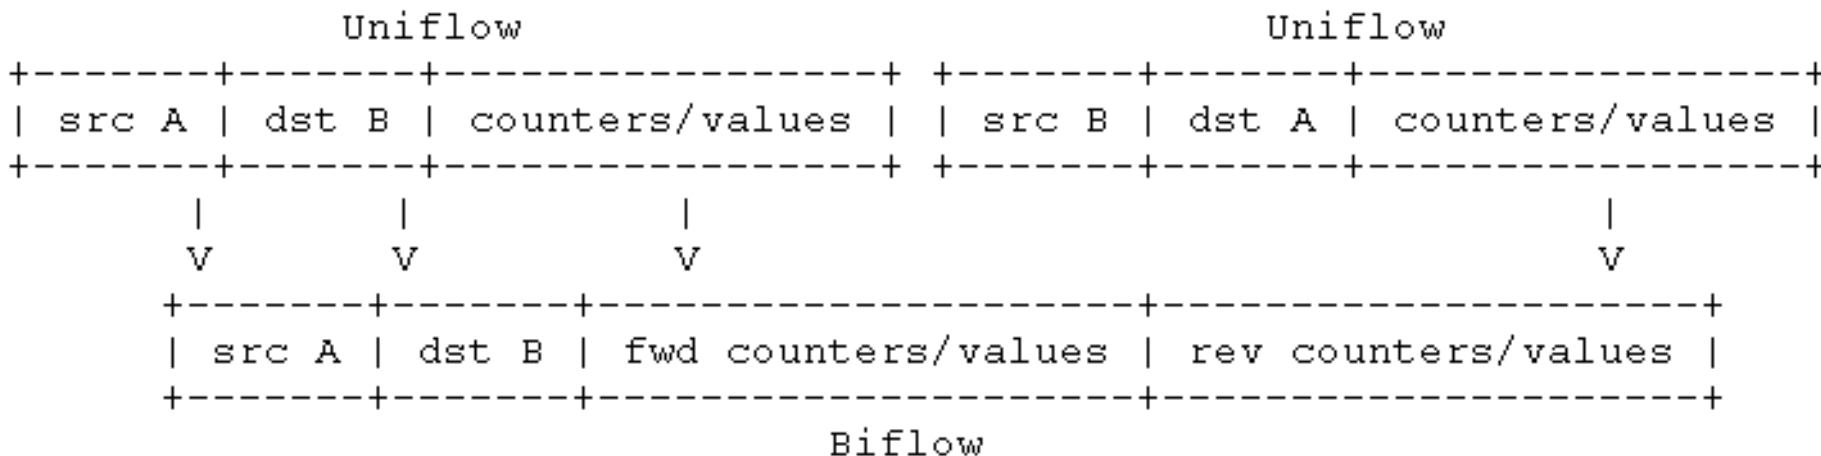 Uniflow                                 Uniflow
+-------+-------+-----------------+ +-------+-------+-----------------+
| src A | dst B | counters/values | | src B | dst A | counters/values |
+-------+-------+-----------------+ +-------+-------+-----------------+
       |       |          |                                   |
       V       V          V                                   V
      +-------+-------+---------------------+---------------------+
      | src A | dst B | fwd counters/values | rev counters/values |
      +-------+-------+---------------------+---------------------+
                               Biflow